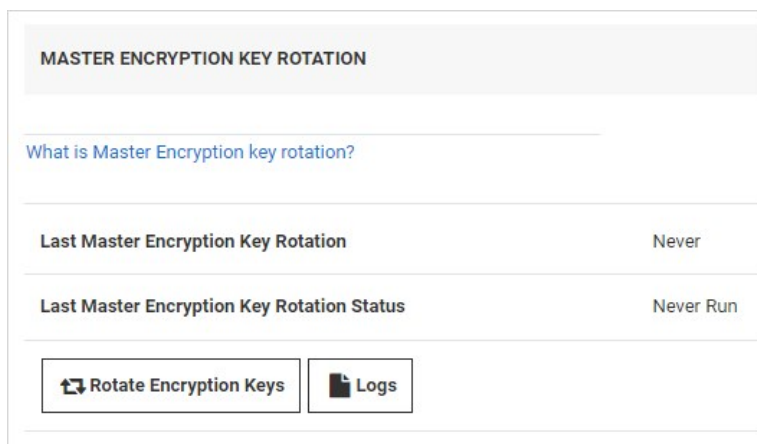 MASTER ENCRYPTION KEY ROTATION
What is Master Encryption key rotation?
Last Master Encryption Key Rotation Never
Last Master Encryption Key Rotation Status Never Run
Rotate Encryption Keys Logs